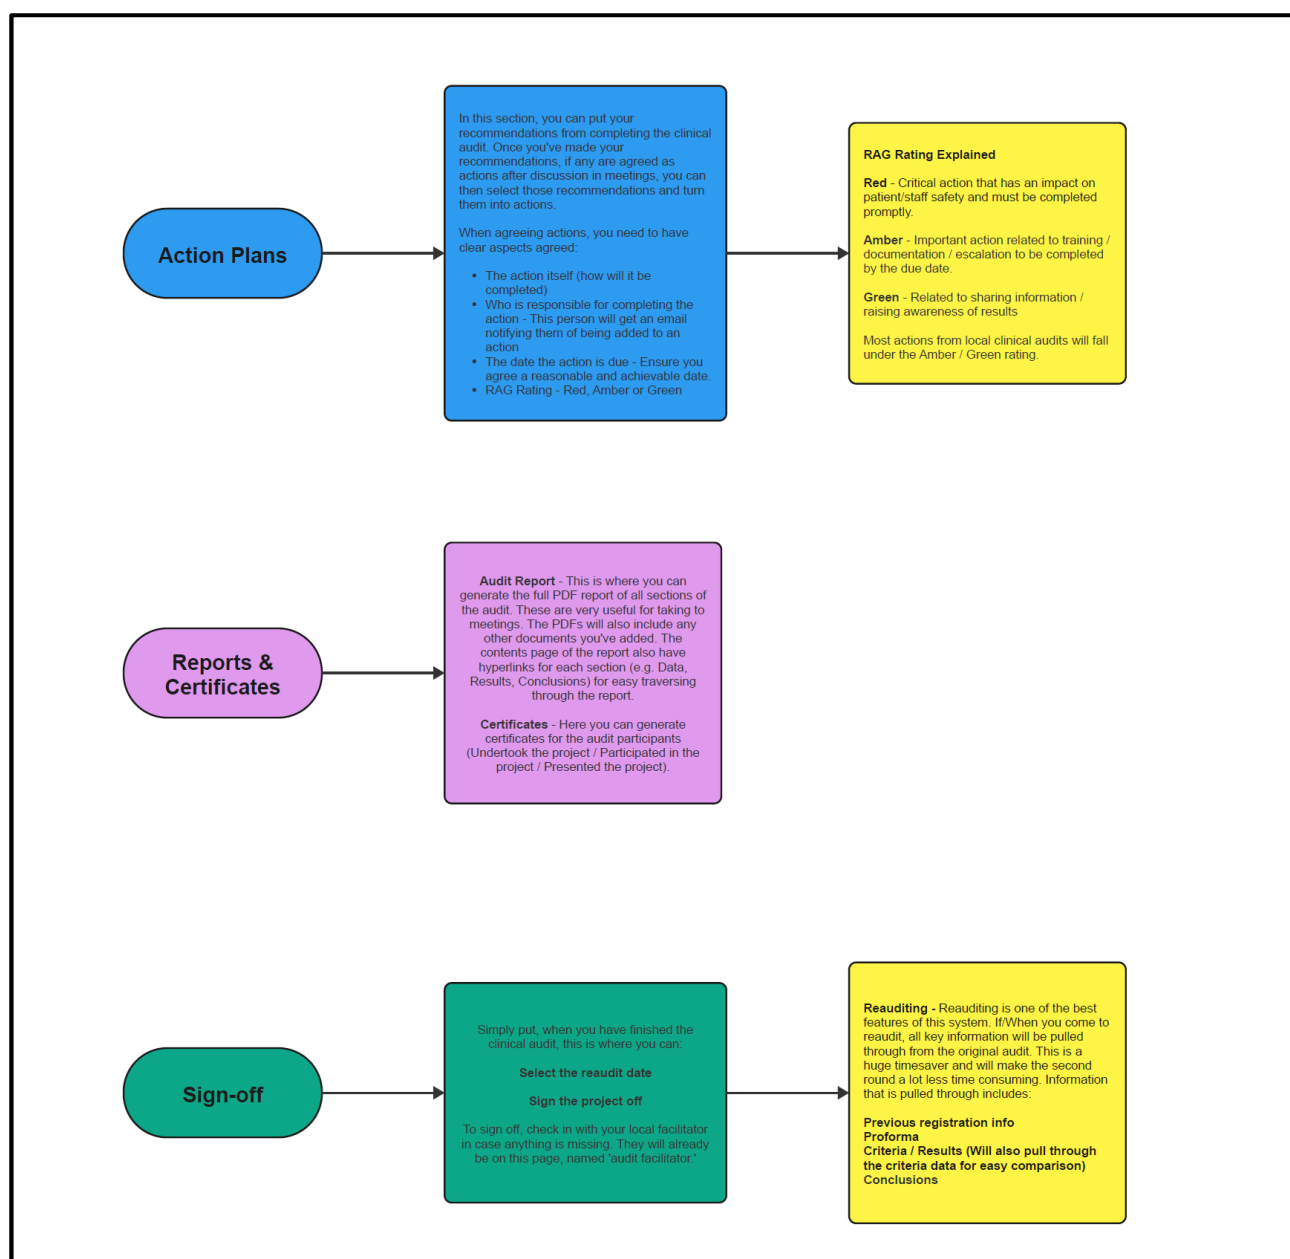 Action Plans
In this section, you can put your
recommendations from completing the clinical
audit. Once you've made your
recommendations, if any are agreed as
actions after discussion in meetings, you can
then select those recommendations and turn
them into actions.
When agreeing actions, you need to have
clear aspects agreed:
• The action itself (how will it be
completed)
• Who is responsible for completing the
action - This person will get an email
notifying them of being added to an
action
• The date the action is due - Ensure you
agree a reasonable and achievable date.
• RAG Rating - Red, Amber or Green
RAG Rating Explained
Red - Critical action that has an impact on
patient/staff safety and must be completed
promptly.
Amber - Important action related to training /
documentation / escalation to be completed
by the due date.
Green - Related to sharing information /
raising awareness of results
Most actions from local clinical audits will fall
under the Amber / Green rating.
Reports &
Certificates
Audit Report - This is where you can
generate the full PDF report of all sections of
the audit. These are very useful for taking to
meetings. The PDFs will also include any
other documents you've added. The
contents page of the report also have
hyperlinks for each section (e.g. Data,
Results, Conclusions) for easy traversing
through the report.
Certificates - Here you can generate
certificates for the audit participants
(Undertook the project / Participated in the
project / Presented the project).
Sign-off
Simply put, when you have finished the
clinical audit, this is where you can:
Select the reaudit date
Sign the project off
To sign off, check in with your local facilitator
in case anything is missing. They will already
be on this page, named 'audit facilitator.'
Reauditing - Reauditing is one of the best
features of this system. If/When you come to
reaudit, all key information will be pulled
through from the original audit. This is a
huge timesaver and will make the second
round a lot less time consuming. Information
that is pulled through includes:
Previous registration info
Proforma
Criteria / Results (Will also pull through
the criteria data for easy comparison)
Conclusions